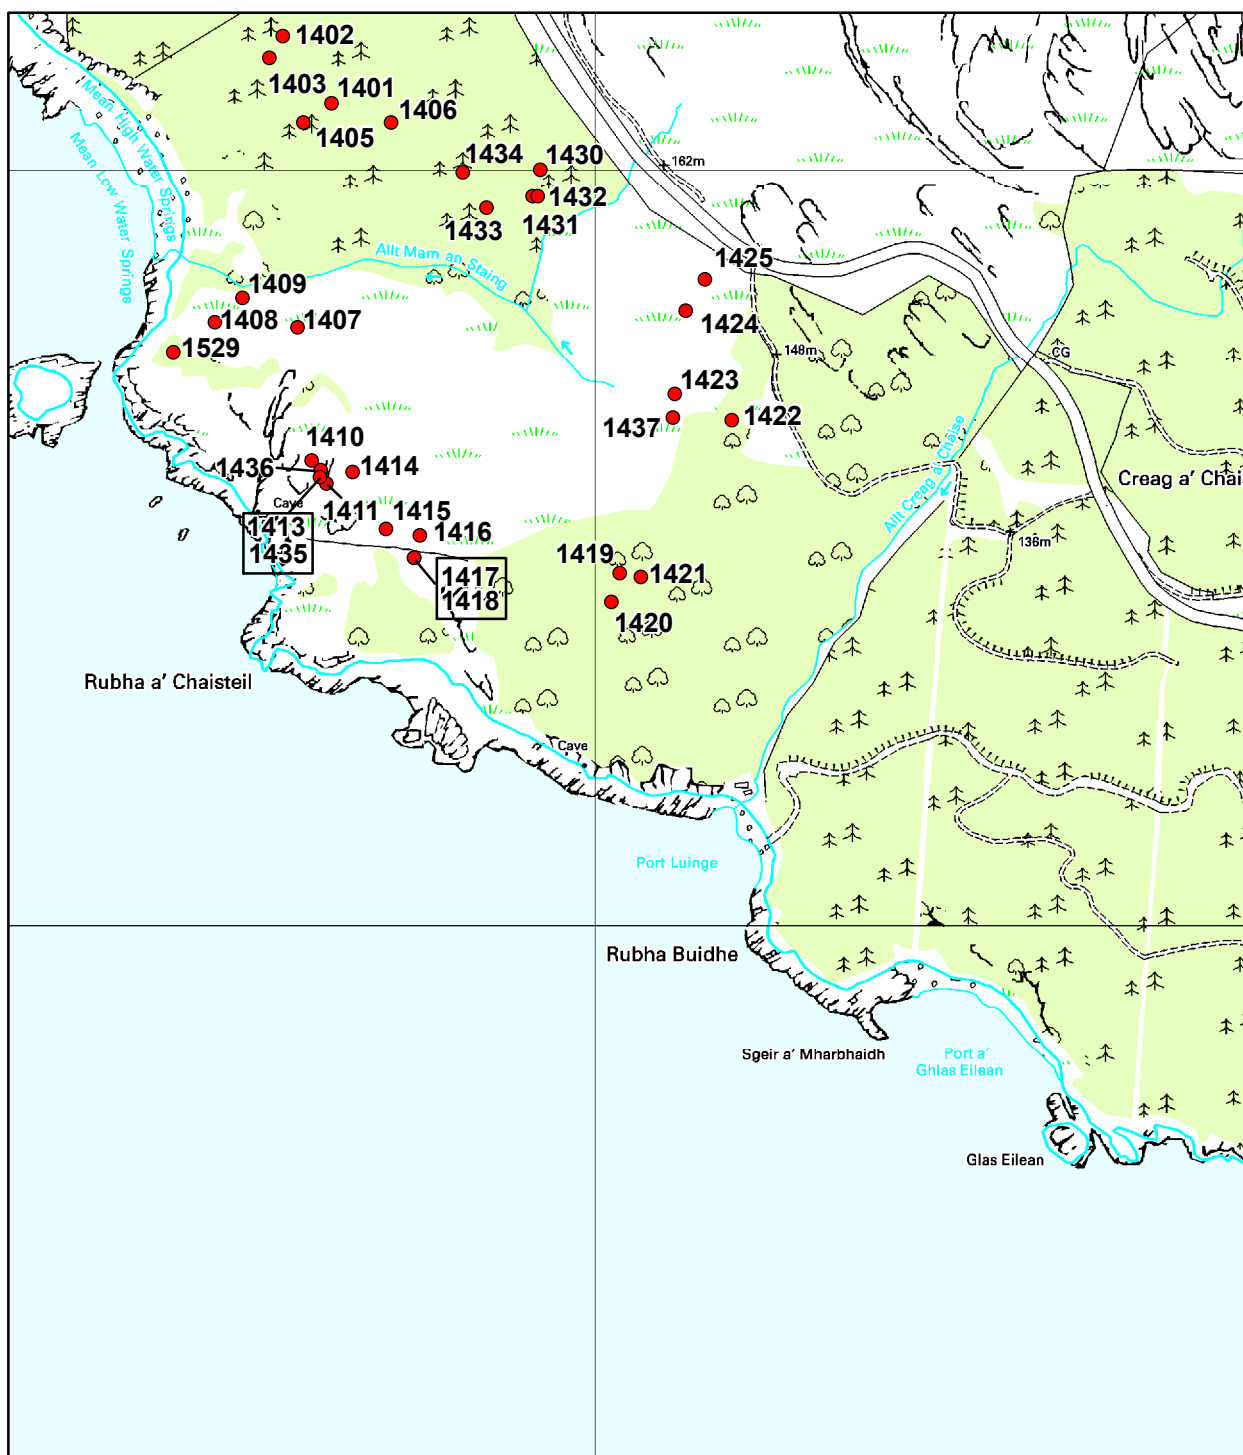 1402
1403
1401
1406
1405
Mean High Water Springs
Mean Low Water Springs
1434
1430
162m
1432
1433
1431
Allt Mam an Staing
1425
1409
1408
1407
1424
1529
148m
CG
1423
1437
1422
1410
1436
1414
Allt Creag a' Chaise
Creag a' Chai
Cave
1411
1415
1416
1413
1435
136m
1419
1417
1421
1418
1420
Rubha a' Chaisteil
Cave
Port Luinge
Rubha Buidhe
Sgeir a' Mharbhaidh
Port a'
Ghlas Eilean
Glas Eilean